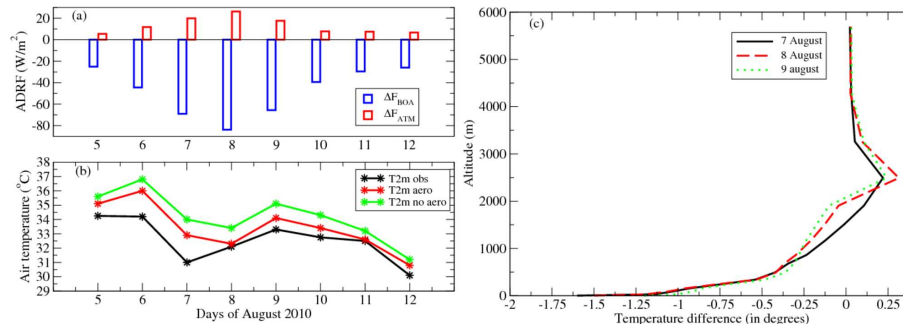 (a)
ADRF (W/m²)
20
0
-20
-40
-60
-80
ΔF_BOA
ΔF_ATM
5 6 7 8 9 10 11 12
(b)
Air temperature (°C)
38
37
36
35
34
33
32
31
30
29
28
T2m obs
T2m aero
T2m no aero
5 6 7 8 9 10 11 12
Days of August 2010
(c)
Altitude (m)
6000
5000
4000
3000
2000
1000
0
7 August
8 August
9 august
-2 -1.75 -1.5 -1.25 -1 -0.75 -0.5 -0.25 0 0.25
Temperature difference (in degrees)